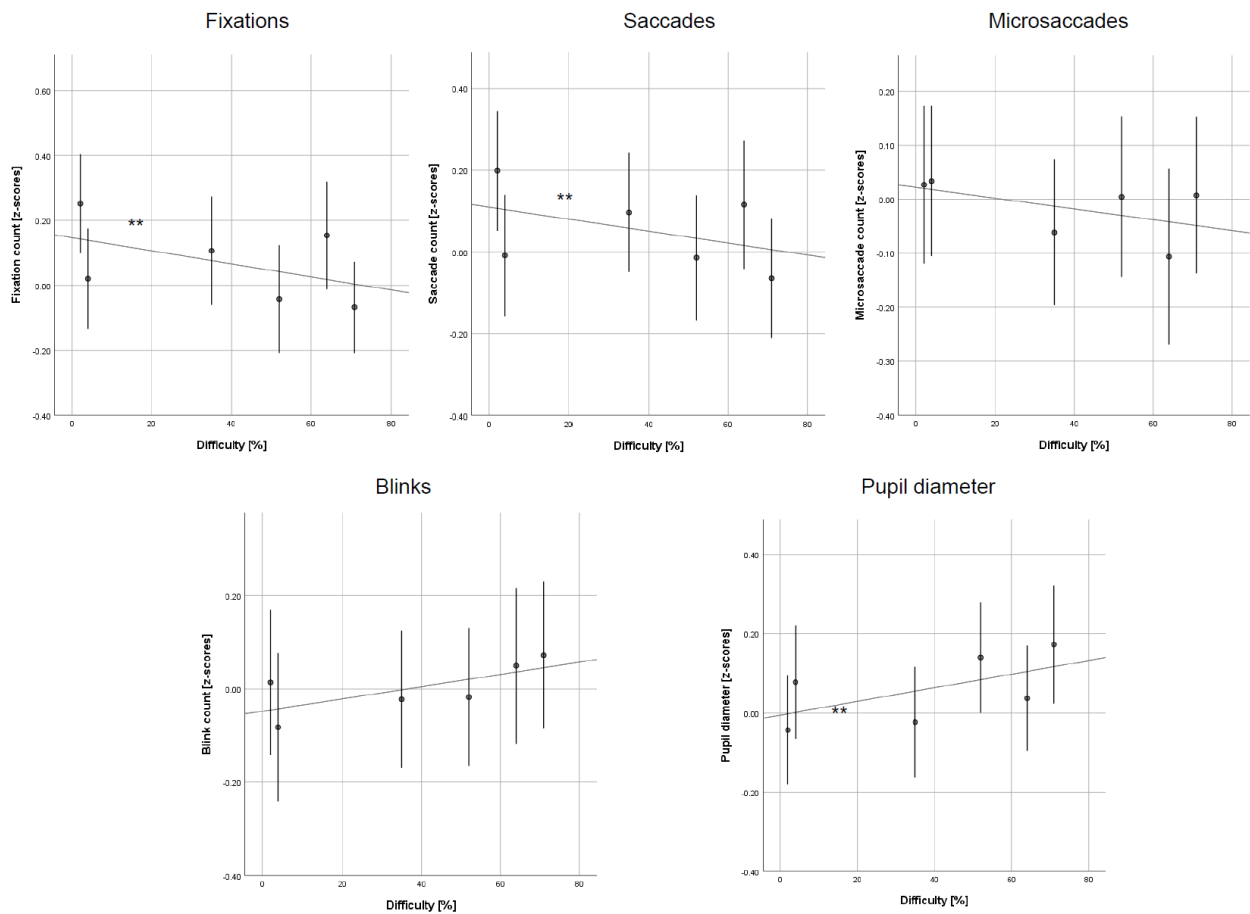 Fixations
Fixation count [z-scores]
0.60
0.40
0.20
0.00
-0.20
-0.40
**
0 20 40 60 80
Difficulty [%]
Saccades
Saccade count [z-scores]
0.40
0.20
0.00
-0.20
-0.40
**
0 20 40 60 80
Difficulty [%]
Microsaccades
Microsaccade count [z-scores]
0.20
0.10
0.00
-0.10
-0.20
-0.30
-0.40
0 20 40 60 80
Difficulty [%]
Blinks
Blink count [z-scores]
0.20
0.00
-0.20
-0.40
0 20 40 60 80
Difficulty [%]
Pupil diameter
Pupil diameter [z-scores]
0.40
0.20
0.00
-0.20
-0.40
**
0 20 40 60 80
Difficulty [%]